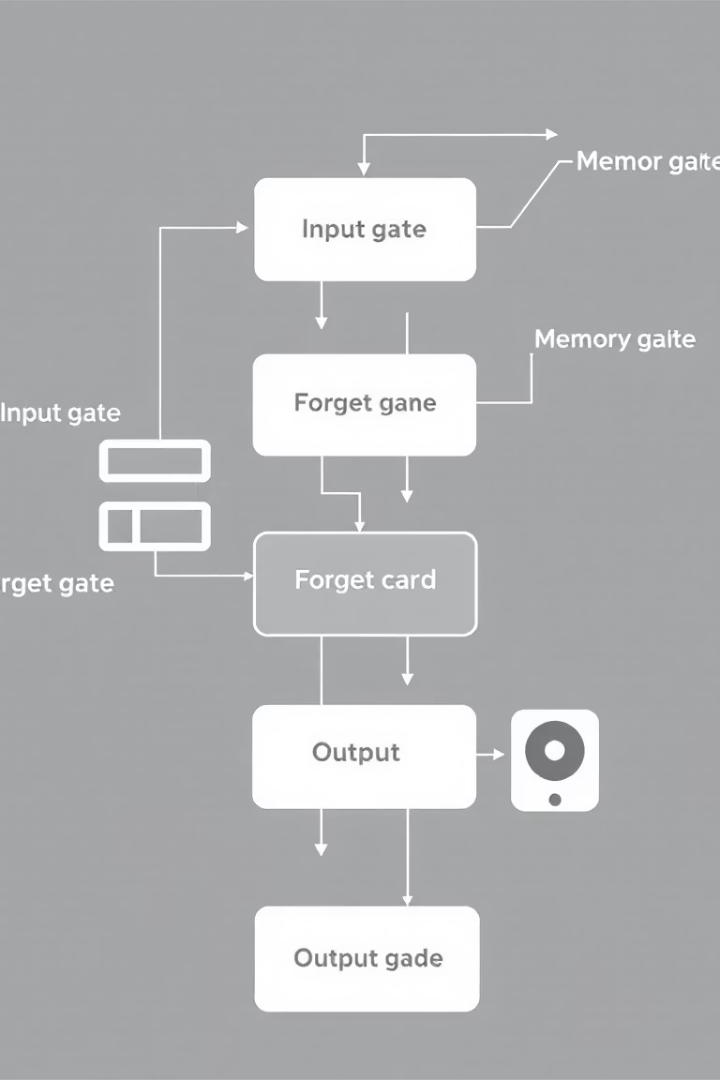 Memor gaite
Input gate
Memory gaite
Forget gane
Input gate
Forget card
rget gate
Output
Output gade